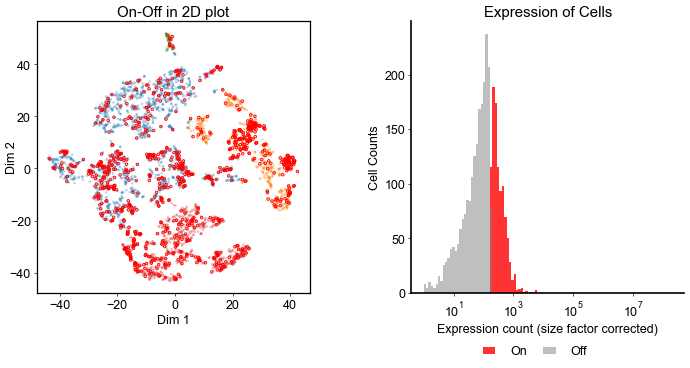 On-Off in 2D plot
40
20
0
−20
−40
Dim 2
−40 −20 0 20 40
Dim 1
Expression of Cells
200
150
100
50
0
Cell Counts
10^1 10^3 10^5 10^7
Expression count (size factor corrected)
On Off